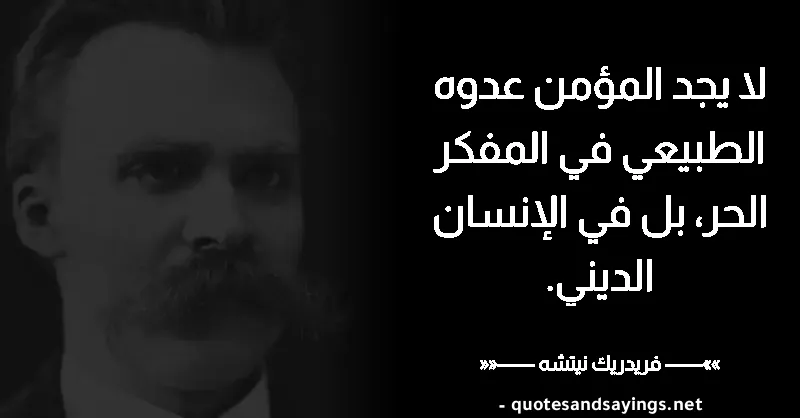 لا يجد المؤمن عدوه
الطبيعي في المفكر
الحر، بل في الإنسان
الديني.
»»—— فريدريك نيتشه ——««
- quotesandsayings.net